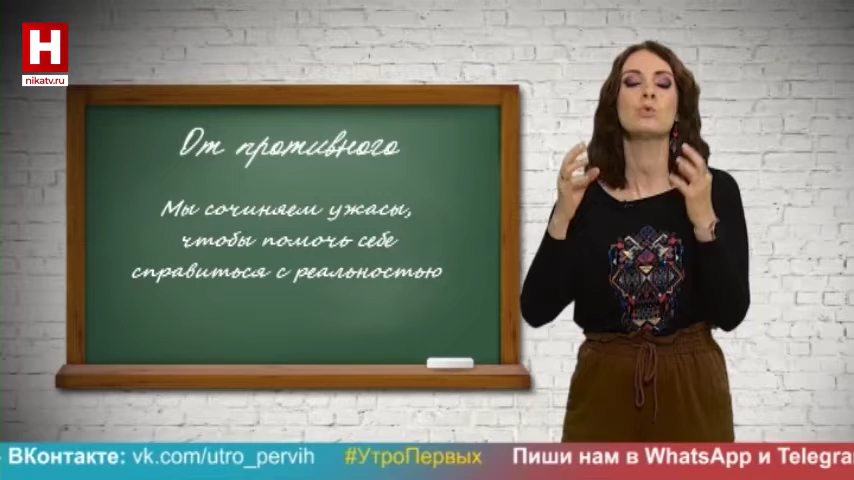 Н
nikatv.ru
От противного
Мы сочиняем ужасы,
чтобы помочь себе
справиться с реальностью
ВКонтакте: vk.com/utro_pervih #УтроПервых Пиши нам в WhatsApp и Telegram